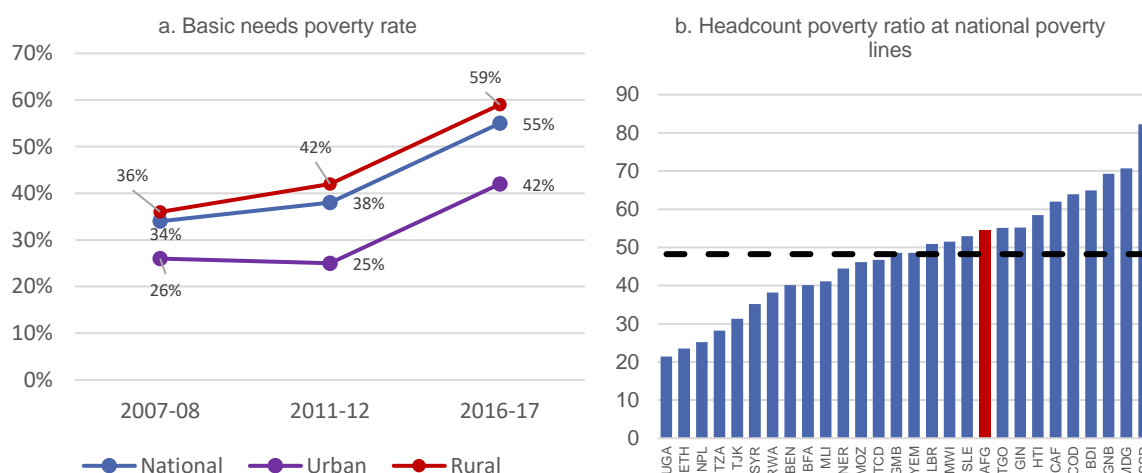 a. Basic needs poverty rate
70%
60%
50%
40%
30%
20%
10%
0%
36%
34%
26%
42%
38%
25%
59%
55%
42%
2007-08
2011-12
2016-17
National
Urban
Rural
b. Headcount poverty ratio at national poverty
lines
90
80
70
60
50
40
30
20
10
0
UGA
ETH
NPL
TZA
TJK
SYR
RWA
BEN
BFA
MLI
NER
MOZ
TCD
GMB
YEM
LBR
MWI
SLE
AFG
TGO
GIN
HTI
CAF
COD
BDI
GNB
MDG